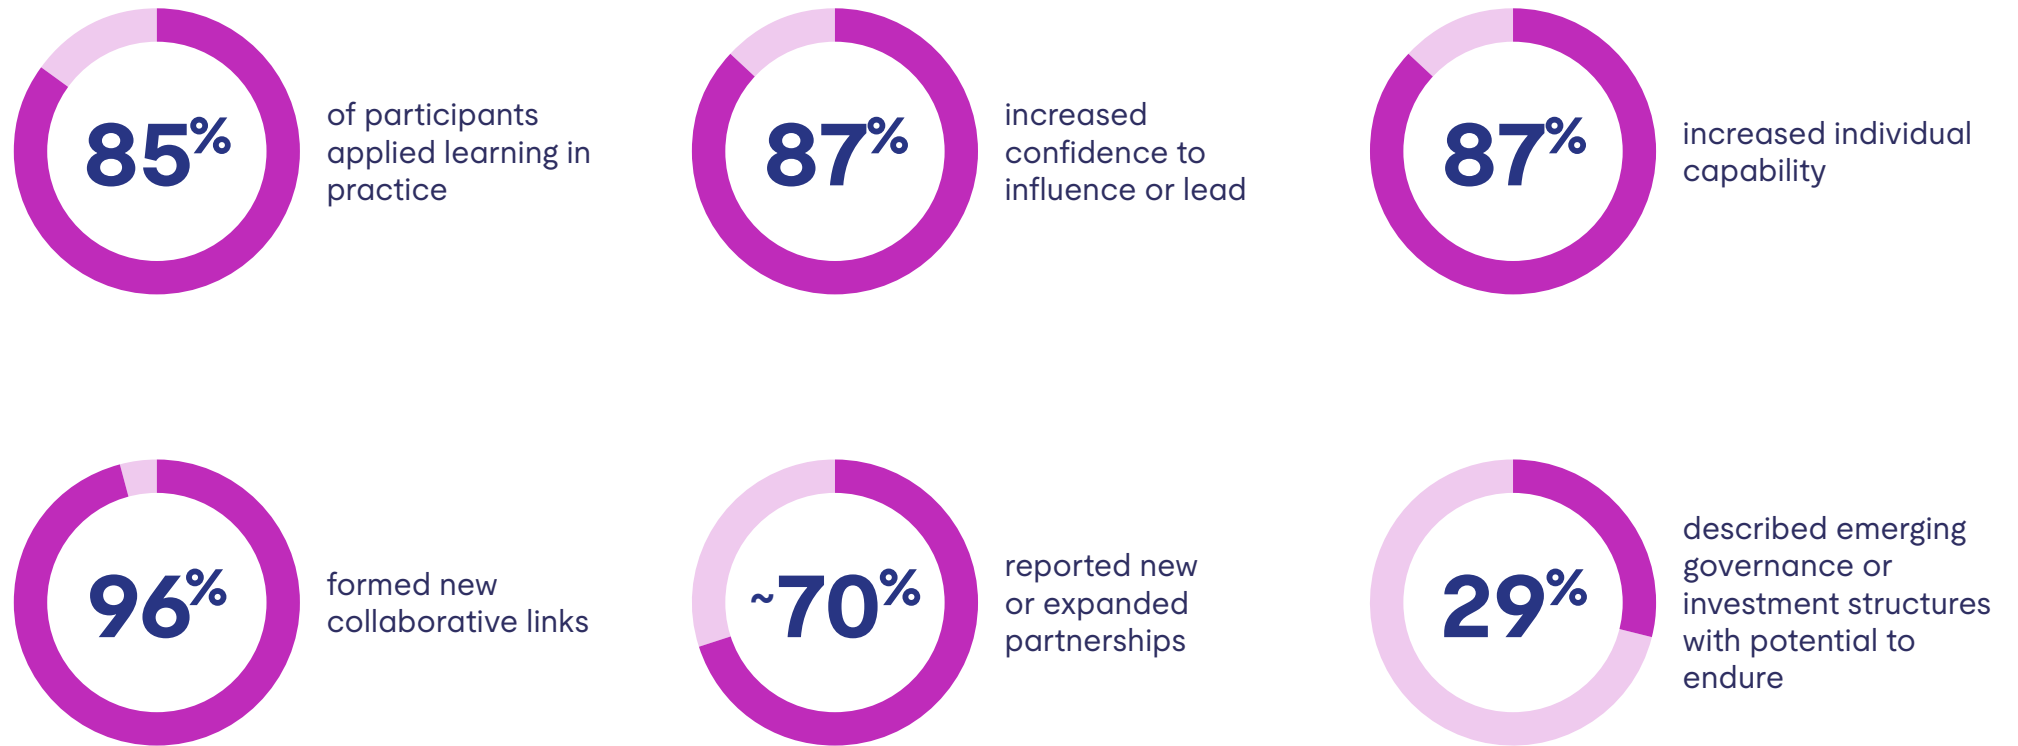 85%
of participants
applied learning in
practice
87%
increased
confidence to
influence or lead
87%
increased individual
capability
96%
formed new
collaborative links
~70%
reported new
or expanded
partnerships
29%
described emerging
governance or
investment structures
with potential to
endure